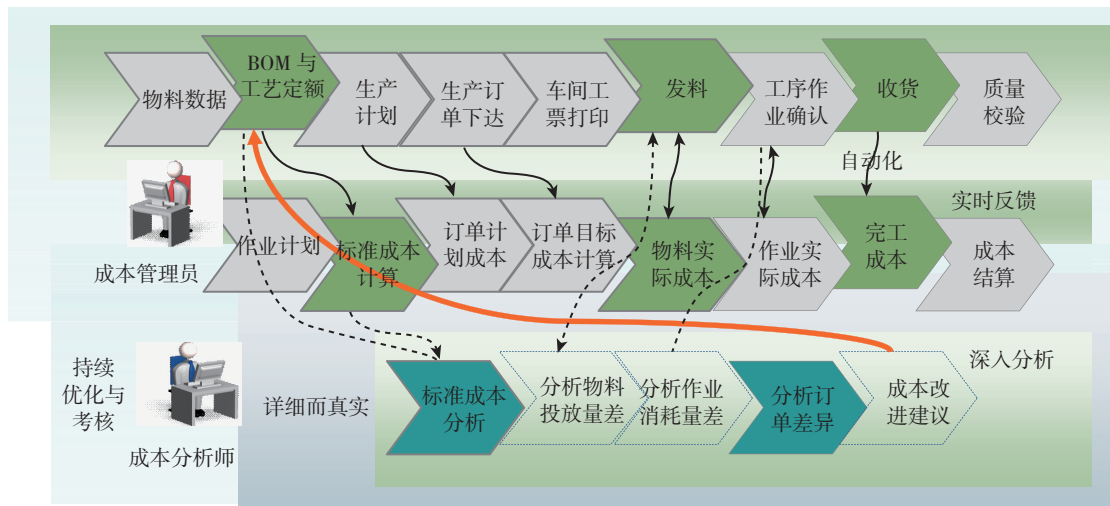 物料数据
BOM 与
工艺定额
生产
计划
生产订
单下达
车间工
票打印
发料
工序作
业确认
收货
质量
校验
自动化
实时反馈
成本管理员
作业计划
标准成本
计算
订单计
划成本
订单目标
成本计算
物料实
际成本
作业实
际成本
完工
成本
成本
结算
持续
优化与
考核
成本分析师
详细而真实
深入分析
标准成本
分析
分析物料
投放量差
分析作业
消耗量差
分析订
单差异
成本改
进建议